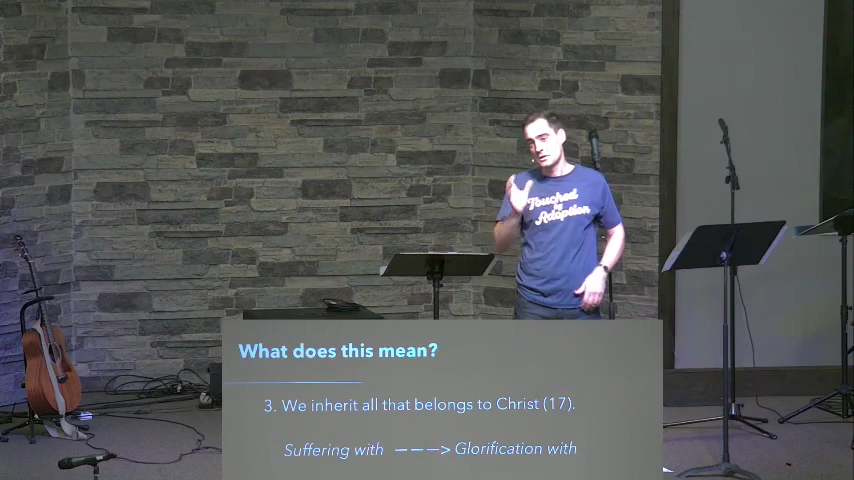 Touched
by
Adoption
What does this mean?
3. We inherit all that belongs to Christ (17).
Suffering with ---> Glorification with